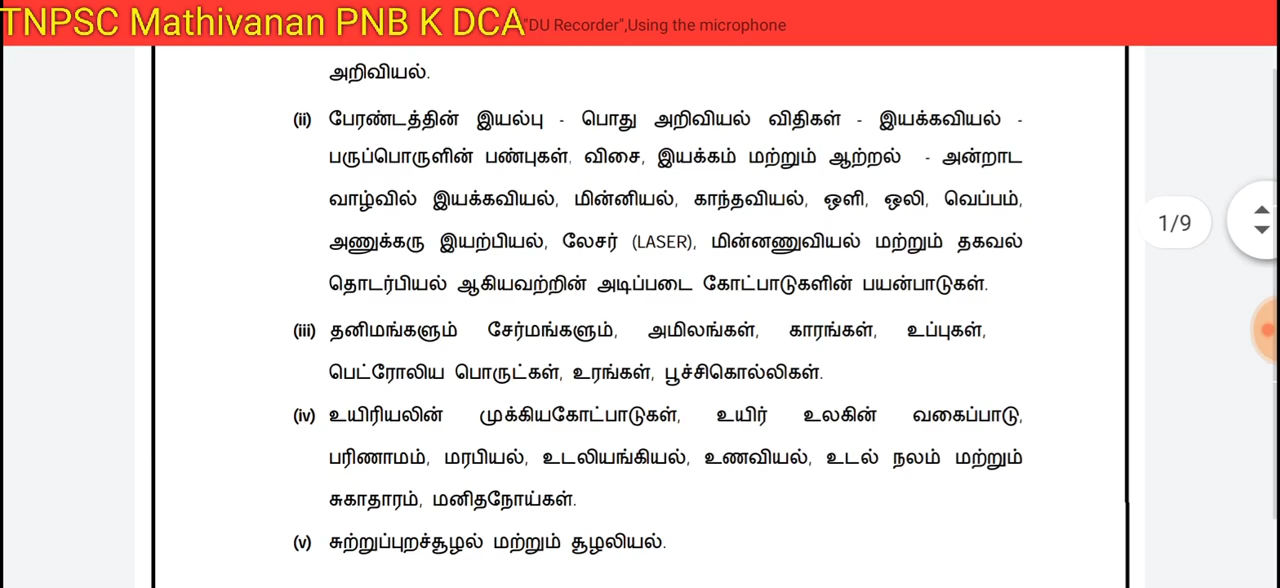 TNPSC Mathivanan PNB K DCA "DU Recorder",Using the microphone
அறிவியல்.
(ii) பேரண்டத்தின் இயல்பு - பொது அறிவியல் விதிகள் - இயக்கவியல் -
பருப்பொருளின் பண்புகள், விசை, இயக்கம் மற்றும் ஆற்றல் - அன்றாட
வாழ்வில் இயக்கவியல், மின்னியல், காந்தவியல், ஒளி, ஒலி, வெப்பம்,
1/9
அணுக்கரு இயற்பியல், லேசர் (LASER), மின்னணுவியல் மற்றும் தகவல்
தொடர்பியல் ஆகியவற்றின் அடிப்படை கோட்பாடுகளின் பயன்பாடுகள்.
(iii) தனிமங்களும் சேர்மங்களும், அமிலங்கள், காரங்கள், உப்புகள்,
பெட்ரோலிய பொருட்கள், உரங்கள், பூச்சிகொல்லிகள்.
(iv) உயிரியலின் முக்கியகோட்பாடுகள், உயிர் உலகின் வகைப்பாடு,
பரிணாமம், மரபியல், உடலியங்கியல், உணவியல், உடல் நலம் மற்றும்
சுகாதாரம், மனிதநோய்கள்.
(v) சுற்றுப்புறச்சூழல் மற்றும் சூழலியல்.